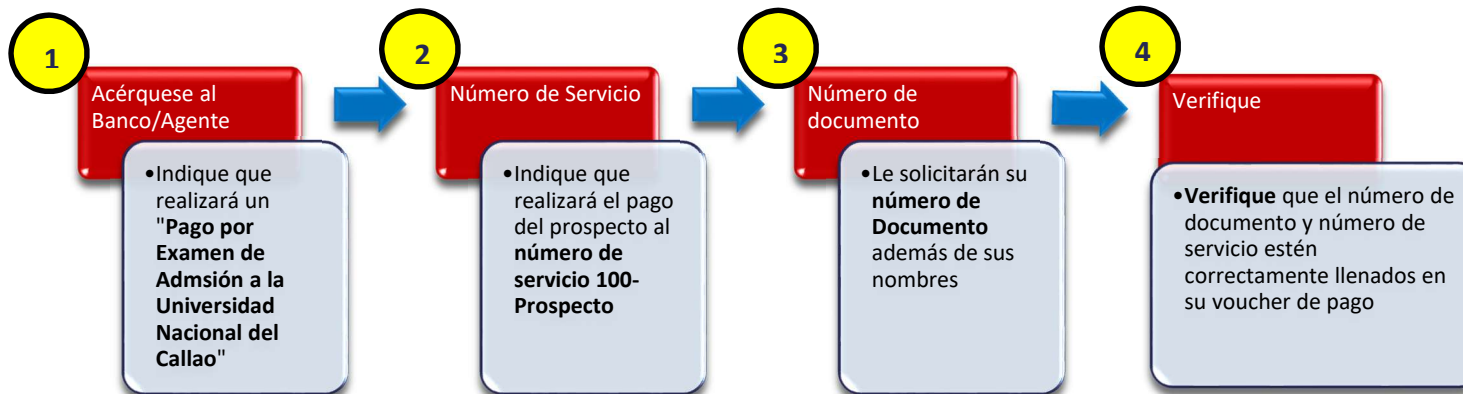 1
Acérquese al
Banco/Agente
•Indique que
realizará un
"Pago por
Examen de
Admsión a la
Universidad
Nacional del
Callao"
2
Número de Servicio
•Indique que
realizará el pago
del prospecto al
número de
servicio 100-
Prospecto
3
Número de
documento
•Le solicitarán su
número de
Documento
además de sus
nombres
4
Verifique
•Verifique que el número de
documento y número de
servicio estén
correctamente llenados en
su voucher de pago